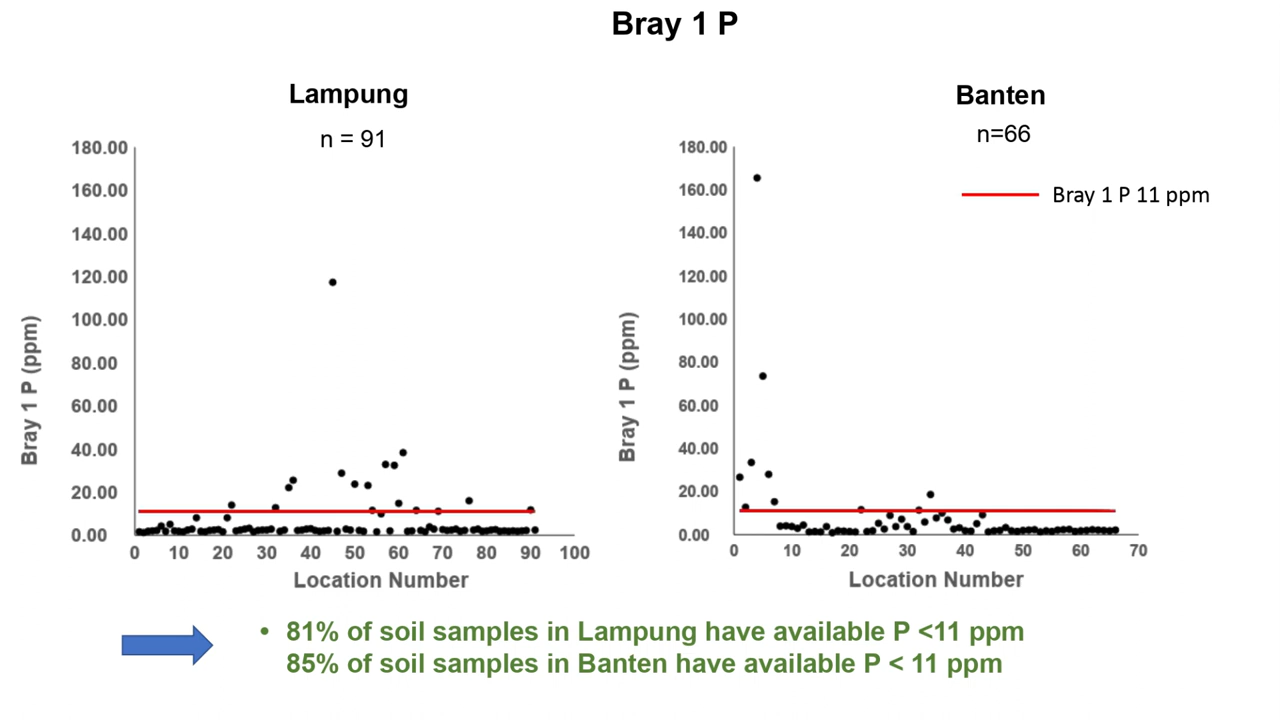 Bray 1 P
Lampung
n = 91
Bray 1 P (ppm)
180.00
160.00
140.00
120.00
100.00
80.00
60.00
40.00
20.00
0.00
0 10 20 30 40 50 60 70 80 90 100
Location Number
Banten
n=66
Bray 1 P 11 ppm
Bray 1 P (ppm)
180.00
160.00
140.00
120.00
100.00
80.00
60.00
40.00
20.00
0.00
0 10 20 30 40 50 60 70
Location Number
• 81% of soil samples in Lampung have available P <11 ppm
85% of soil samples in Banten have available P < 11 ppm